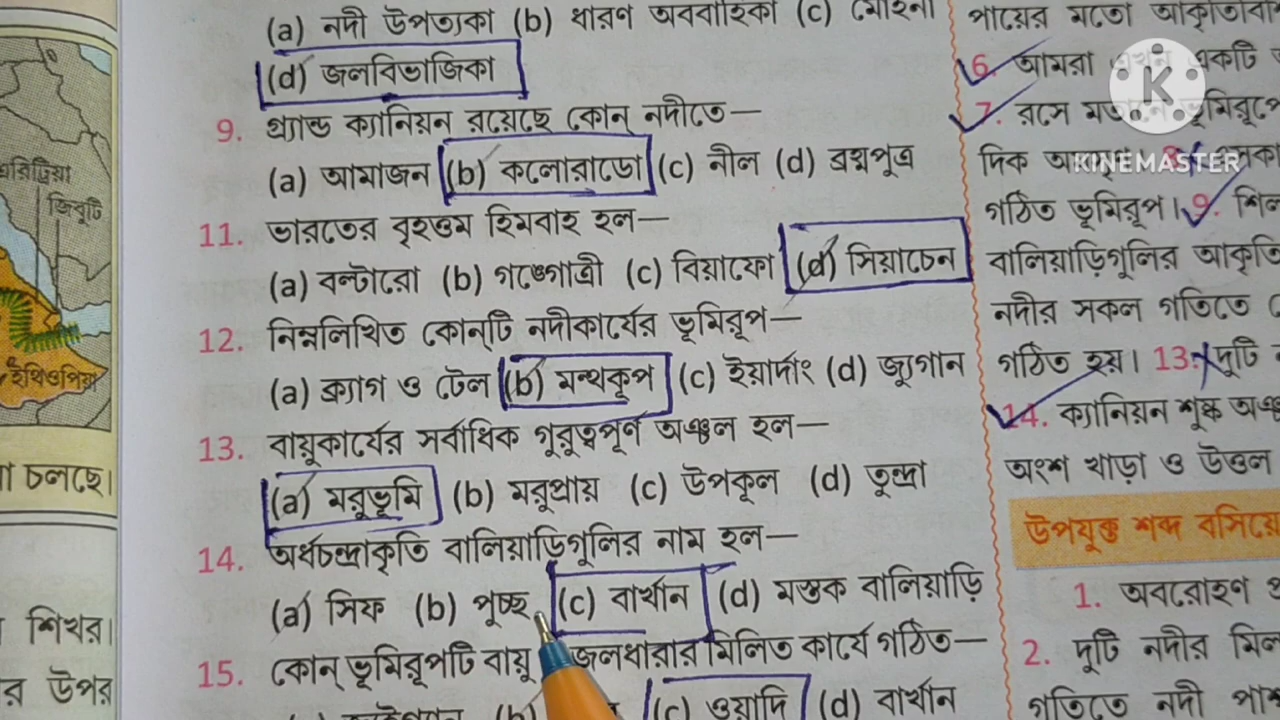 (a) নদী উপত্যকা (b) ধারণ অববাহিকা (c) মোহনা
(d) জলবিভাজিকা
9. গ্র্যান্ড ক্যানিয়ন রয়েছে কোন্ নদীতে—
(a) আমাজন (b) কলোরাডো (c) নীল (d) ব্রহ্মপুত্র
11. ভারতের বৃহত্তম হিমবাহ হল—
(a) বল্টারো (b) গঙ্গোত্রী (c) বিয়াফো (d) সিয়াচেন
12. নিম্নলিখিত কোন্‌টি নদীকার্যের ভূমিরূপ—
(a) ক্র্যাগ ও টেল (b) মন্থকূপ (c) ইয়ার্দাং (d) জ্যুগান
13. বায়ুকার্যের সর্বাধিক গুরুত্বপূর্ণ অঞ্চল হল—
(a) মরুভূমি (b) মরুপ্রায় (c) উপকূল (d) তুন্দ্রা
14. অর্ধচন্দ্রাকৃতি বালিয়াড়িগুলির নাম হল—
(a) সিফ (b) পুচ্ছ (c) বার্খান (d) মস্তক বালিয়াড়ি
15. কোন্ ভূমিরূপটি বায়ু জলধারার মিলিত কার্যে গঠিত—
(b) (c) ওয়াদি (d) বার্খান
পায়ের মতো
6. আমরা এখন একটি
7. রসে
দিক
গঠিত ভূমিরূপ। 9.
বালিয়াড়িগুলির আকৃতি
নদীর সকল গতিতে
গঠিত হয়। 13. দুটি
14. ক্যানিয়ন শুষ্ক
অংশ খাড়া ও উত্তল
উপযুক্ত শব্দ বসিয়ে
1. অবরোহণ
2. দুটি নদীর
গতিতে নদী
জিবুটি
ইথিওপিয়া
চলছে।
শিখর।
উপর
K
KINEMASTER